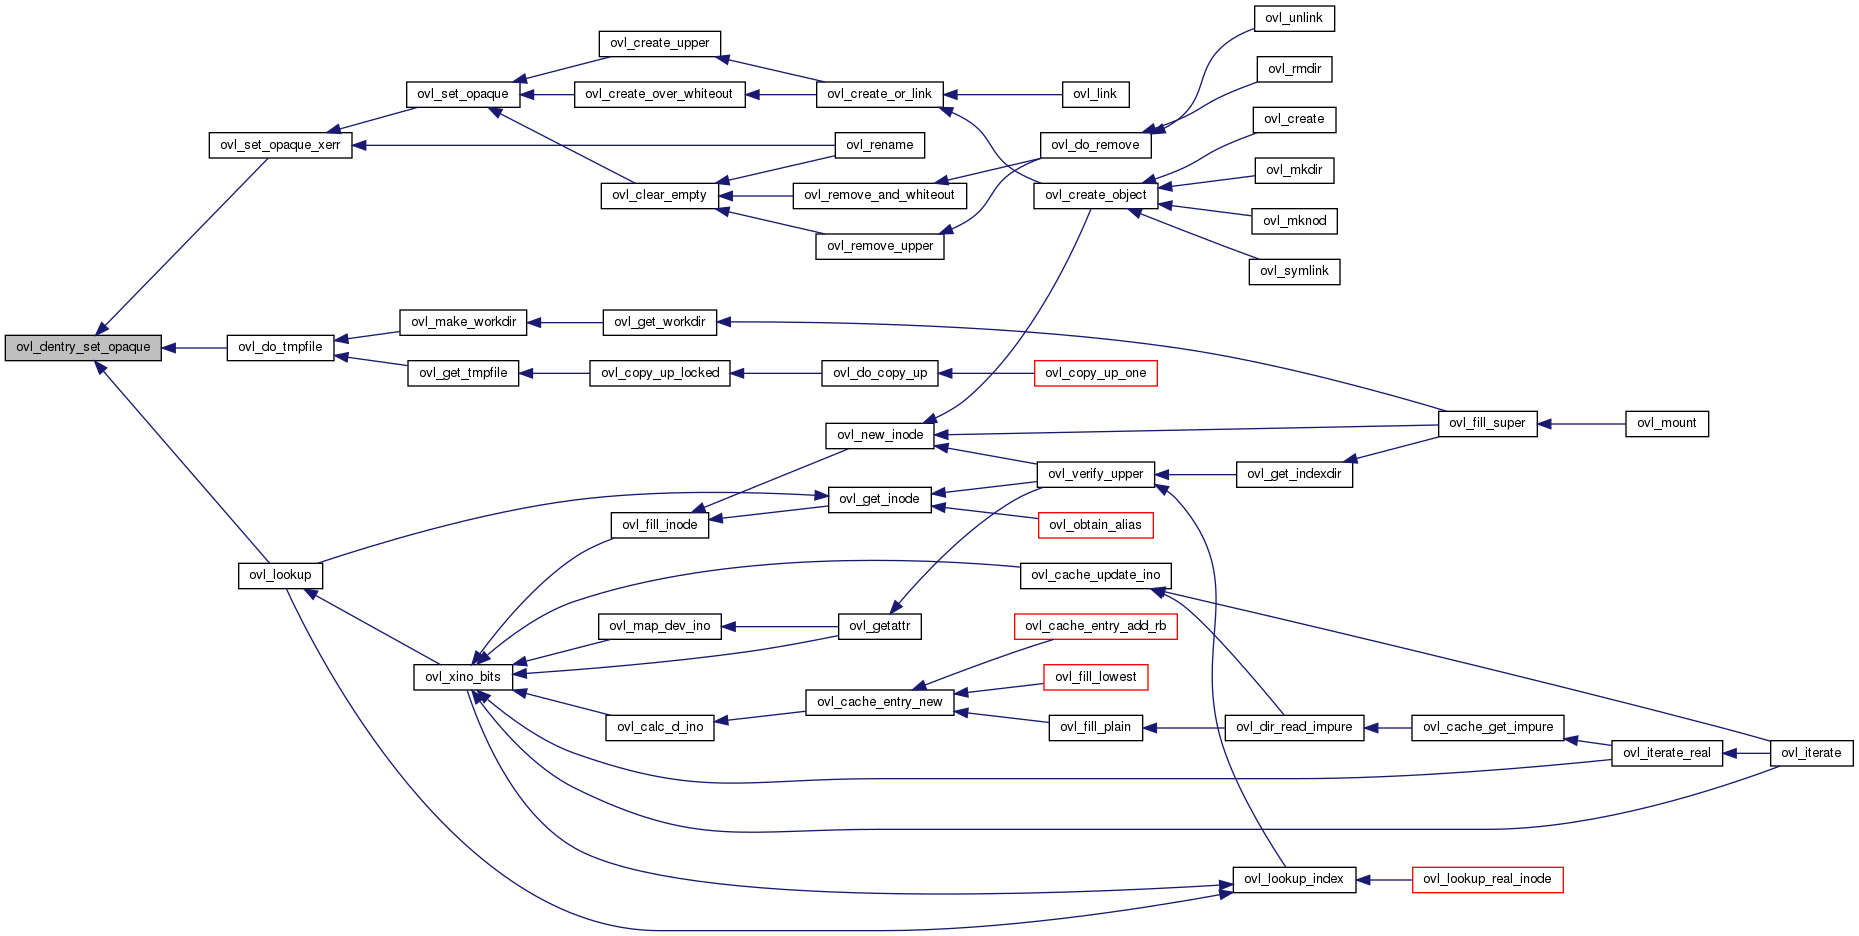 ovl_unlink
ovl_create_upper
ovl_rmdir
ovl_set_opaque
ovl_create_over_whiteout
ovl_create_or_link
ovl_link
ovl_create
ovl_set_opaque_xerr
ovl_rename
ovl_do_remove
ovl_mkdir
ovl_clear_empty
ovl_remove_and_whiteout
ovl_create_object
ovl_mknod
ovl_remove_upper
ovl_symlink
ovl_make_workdir
ovl_get_workdir
ovl_dentry_set_opaque
ovl_do_tmpfile
ovl_get_tmpfile
ovl_copy_up_locked
ovl_do_copy_up
ovl_copy_up_one
ovl_new_inode
ovl_fill_super
ovl_mount
ovl_verify_upper
ovl_get_indexdir
ovl_get_inode
ovl_fill_inode
ovl_obtain_alias
ovl_lookup
ovl_cache_update_ino
ovl_map_dev_ino
ovl_getattr
ovl_cache_entry_add_rb
ovl_xino_bits
ovl_fill_lowest
ovl_cache_entry_new
ovl_calc_d_ino
ovl_fill_plain
ovl_dir_read_impure
ovl_cache_get_impure
ovl_iterate_real
ovl_iterate
ovl_lookup_index
ovl_lookup_real_inode